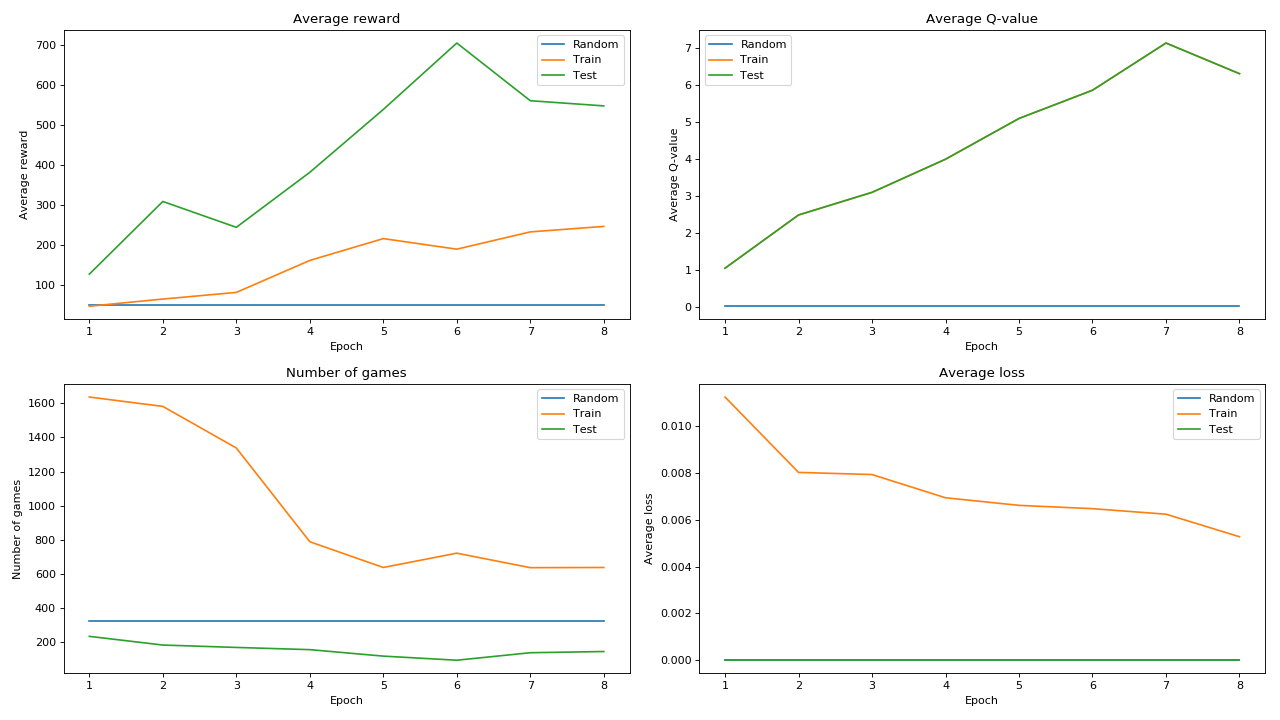 Average reward
Average reward
700
600
500
400
300
200
100
Random
Train
Test
1 2 3 4 5 6 7 8
Epoch
Average Q-value
Average Q-value
7
6
5
4
3
2
1
0
Random
Train
Test
1 2 3 4 5 6 7 8
Epoch
Number of games
Number of games
1600
1400
1200
1000
800
600
400
200
Random
Train
Test
1 2 3 4 5 6 7 8
Epoch
Average loss
Average loss
0.010
0.008
0.006
0.004
0.002
0.000
Random
Train
Test
1 2 3 4 5 6 7 8
Epoch